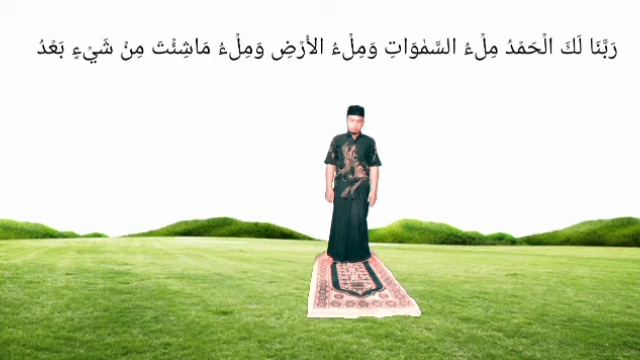 رَبَّنَا لَكَ الْحَمْدُ مِلْءُ السَّمٰوَاتِ وَمِلْءُ الأَرْضِ وَمِلْءُ مَاشِئْتَ مِنْ شَيْءٍ بَعْدُ